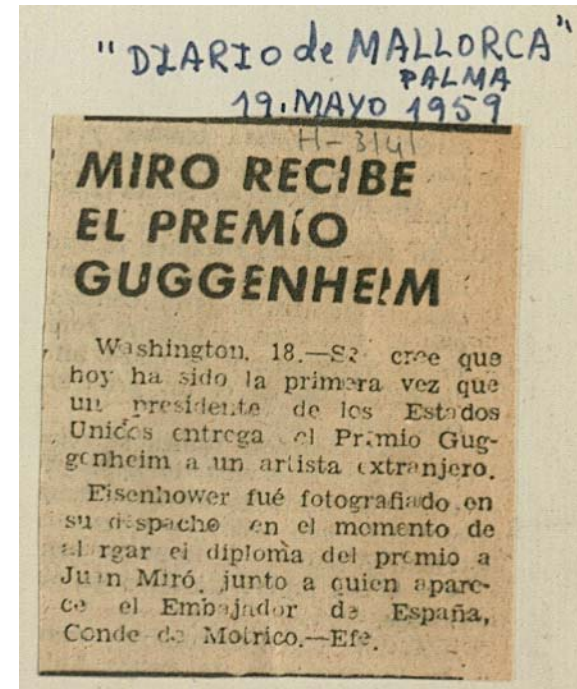 "DIARIO de MALLORCA"
PALMA
19. MAYO 1959
H-3141
MIRO RECIBE
EL PREMIO
GUGGENHEIM
Washington, 18.—Se cree que
hoy ha sido la primera vez que
un presidente de los Estados
Unidos entrega el Premio Gug-
genheim a un artista extranjero.
Eisenhower fué fotografiado en
su despacho en el momento de
alargar el diploma del premio a
Juan Miró, junto a quien apare-
ce el Embajador de España,
Conde de Motrico.—Efe.